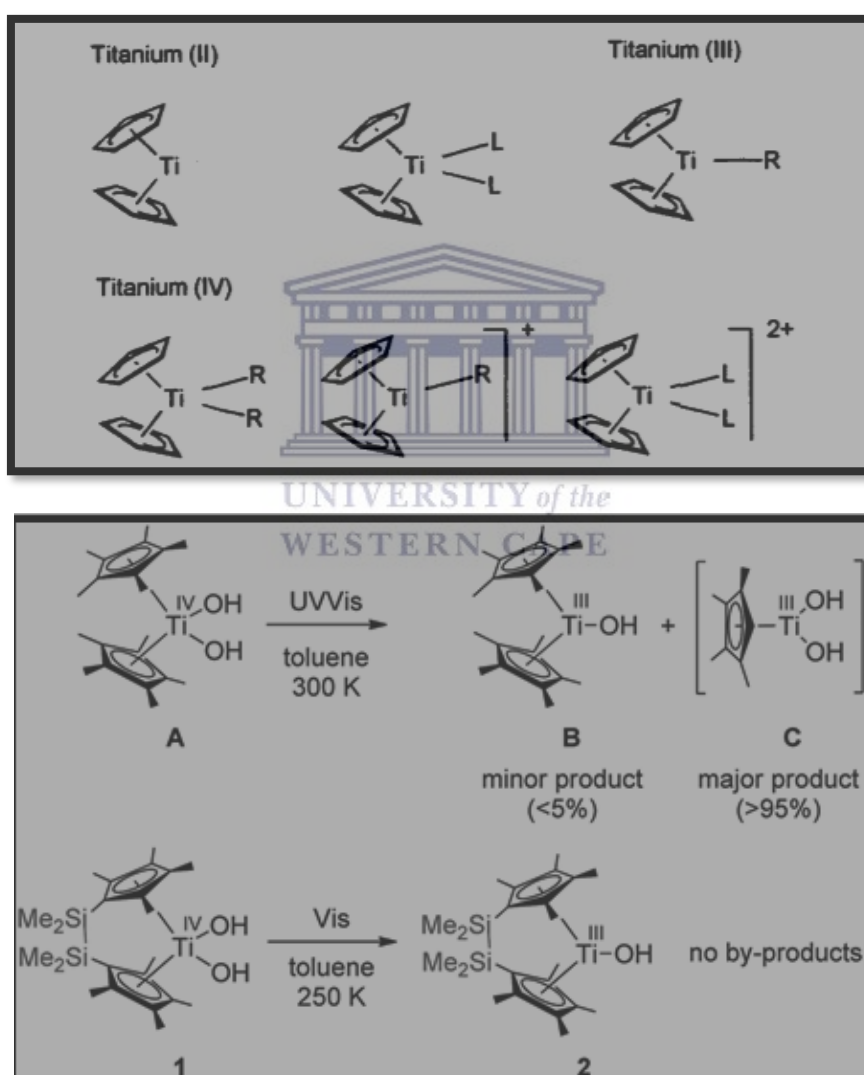 Titanium (II)
Titanium (III)
Ti
Ti
L
L
Ti
R
Titanium (IV)
Ti
R
R
Ti
R
+
Ti
L
L
2+
UNIVERSITY of the
WESTERN CAPE
IV
Ti
OH
OH
UVVis
toluene
300 K
III
Ti-OH
+
III
Ti
OH
OH
A
B
C
minor product
(<5%)
major product
(>95%)
Me2Si
Me2Si
IV
Ti
OH
OH
Vis
toluene
250 K
Me2Si
Me2Si
III
Ti-OH
no by-products
1
2